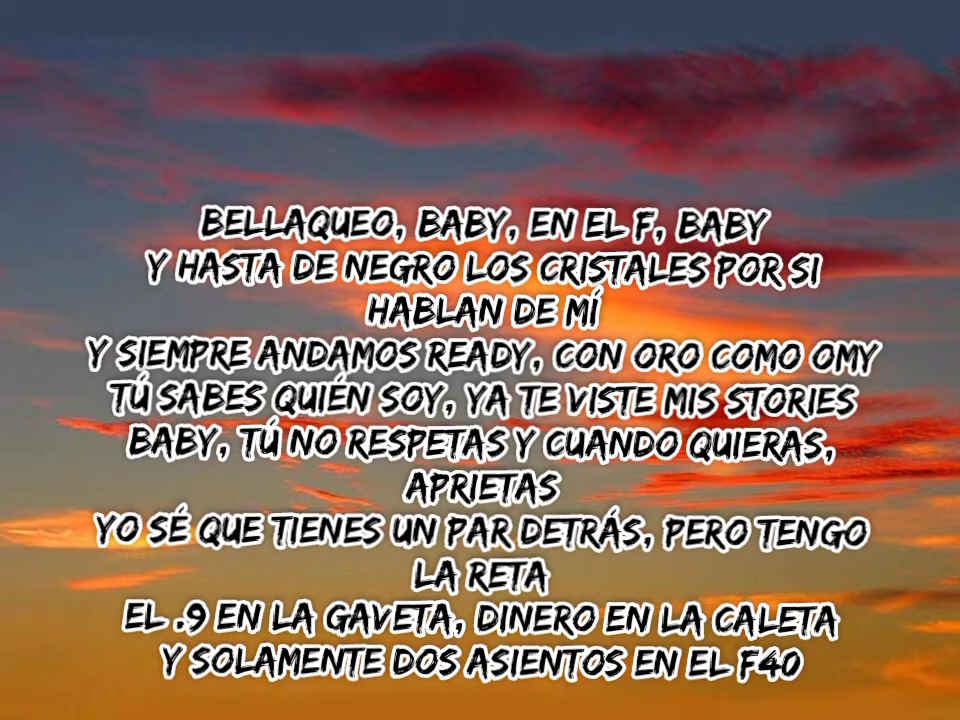 BELLAQUEO, BABY, EN EL F, BABY
Y HASTA DE NEGRO LOS CRISTALES POR SI
HABLAN DE MÍ
Y SIEMPRE ANDAMOS READY, CON ORO COMO OMY
TÚ SABES QUIÉN SOY, YA TE VISTE MIS STORIES
BABY, TÚ NO RESPETAS Y CUANDO QUIERAS,
APRIETAS
YO SÉ QUE TIENES UN PAR DETRÁS, PERO TENGO
LA RETA
EL .9 EN LA GAVETA, DINERO EN LA CALETA
Y SOLAMENTE DOS ASIENTOS EN EL F40